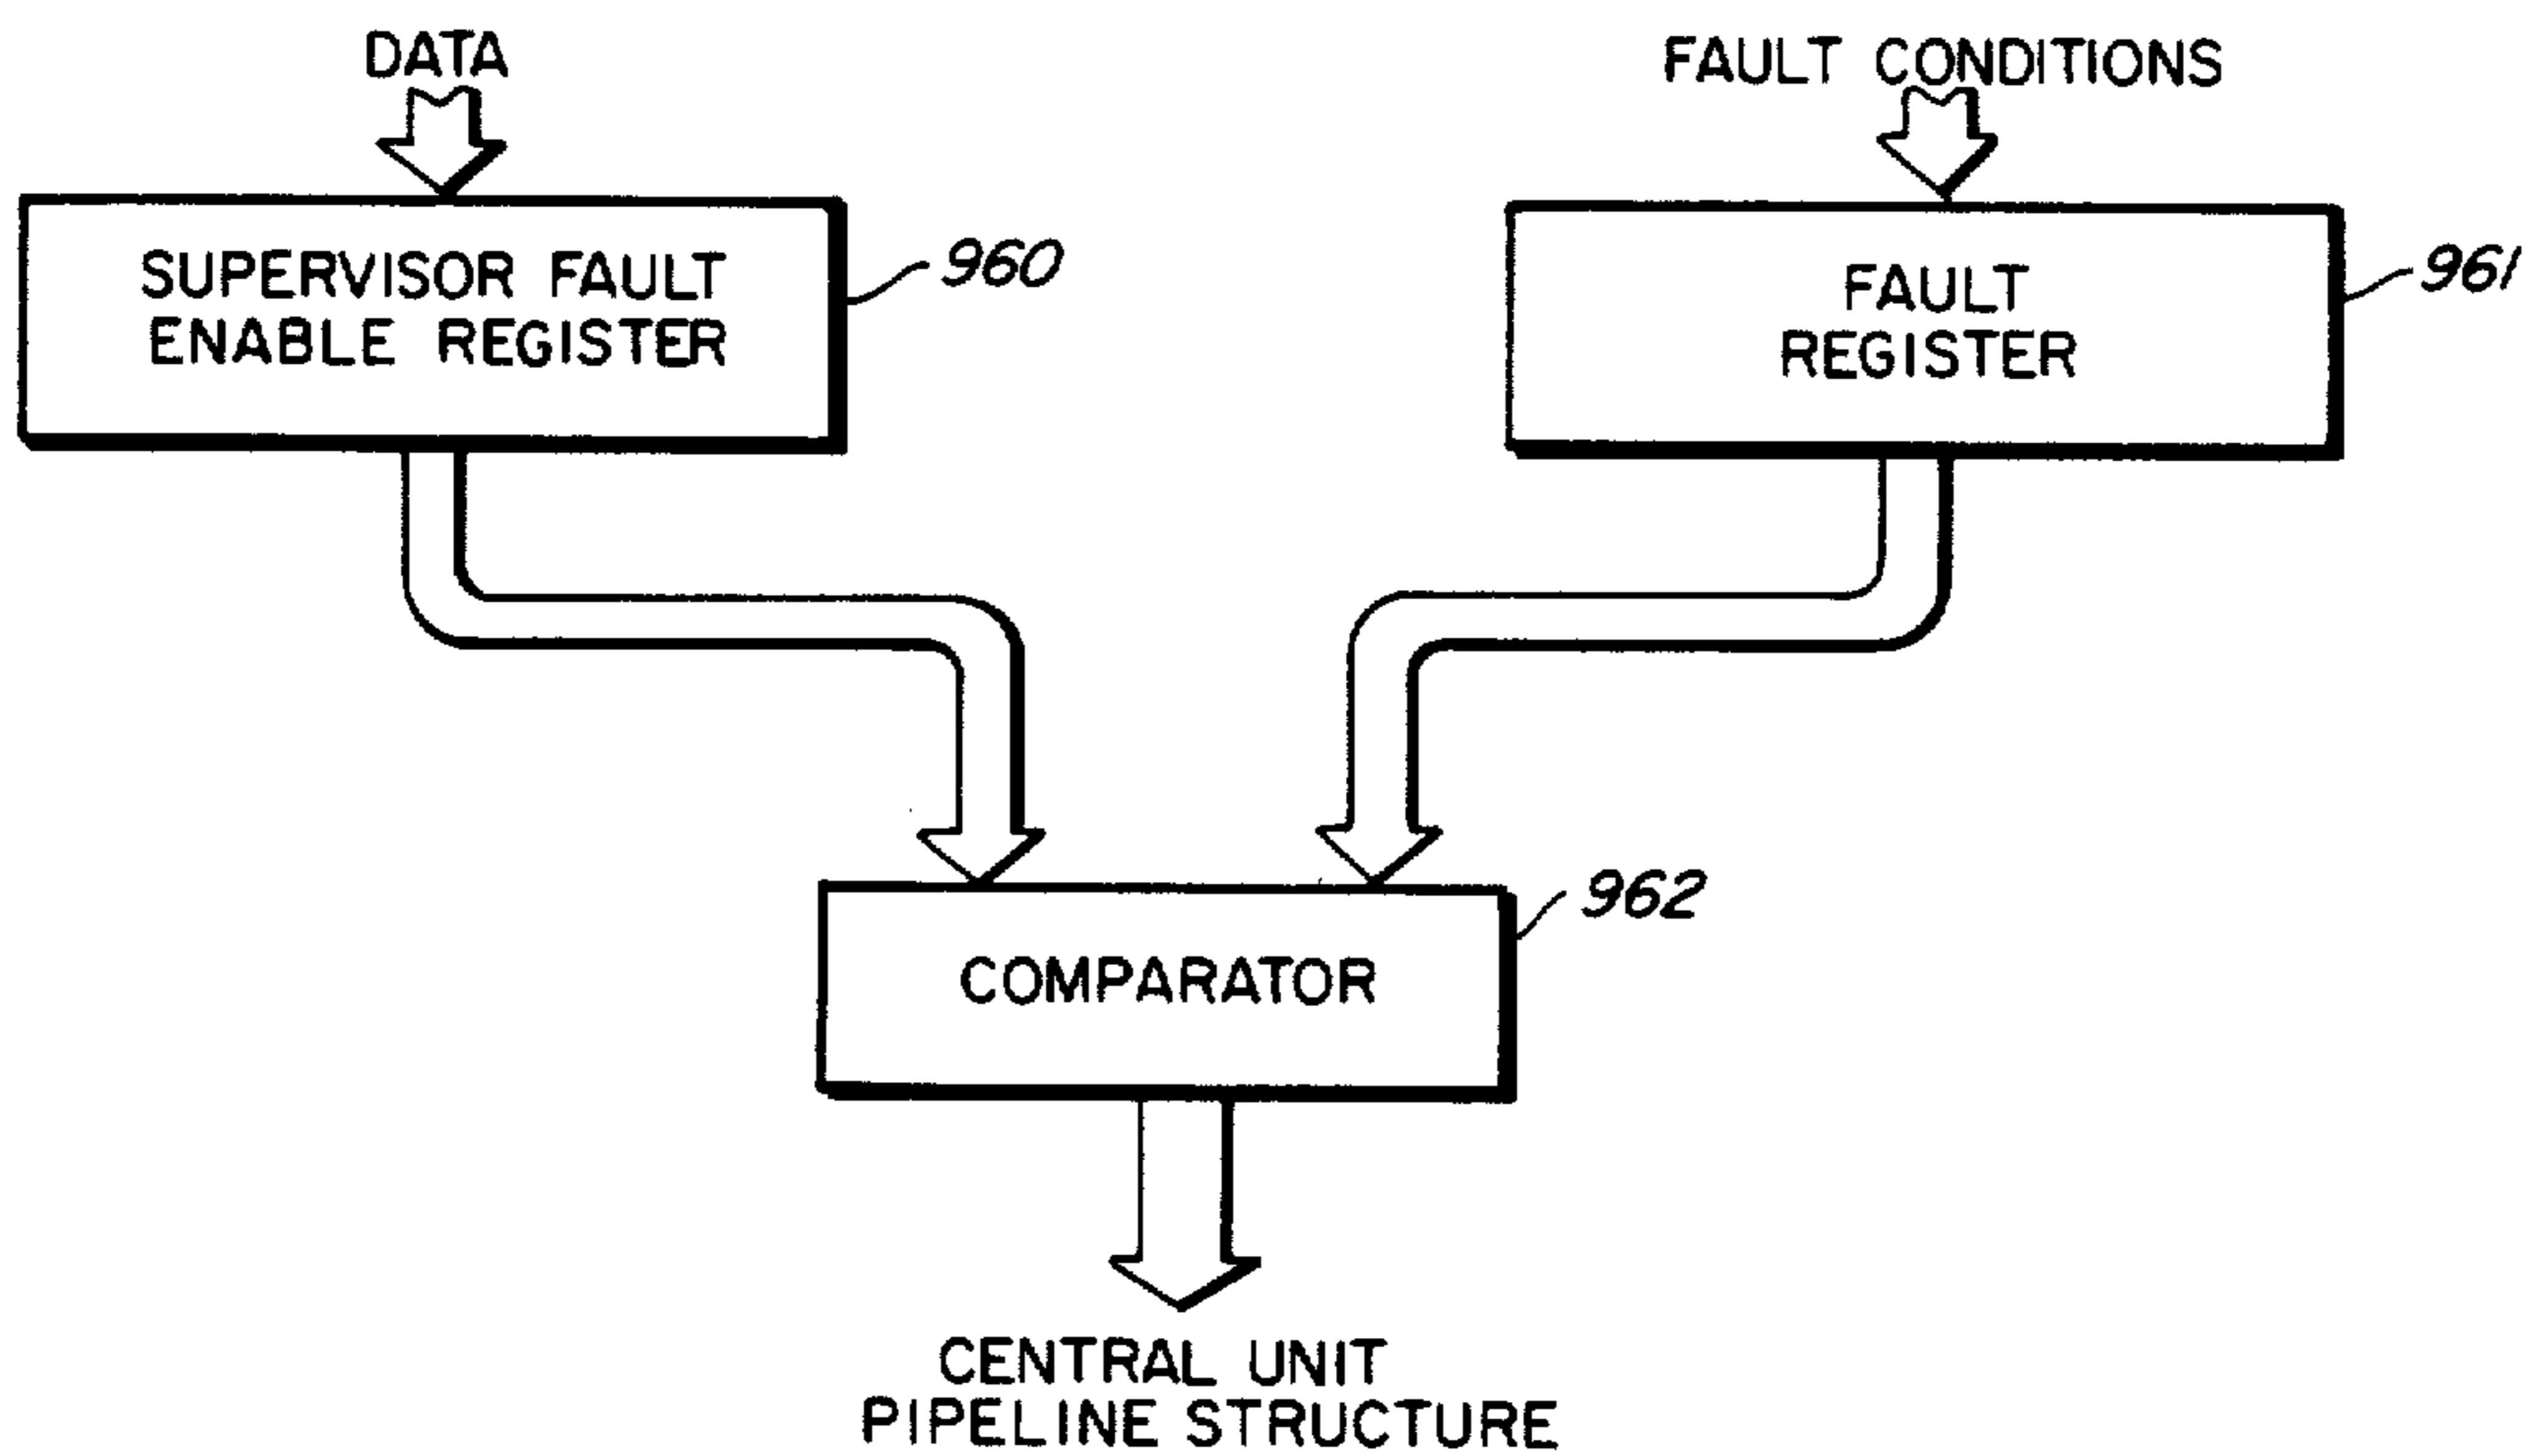 DATA
FAULT CONDITIONS
SUPERVISOR FAULT
ENABLE REGISTER
960
FAULT
REGISTER
961
COMPARATOR
962
CENTRAL UNIT
PIPELINE STRUCTURE